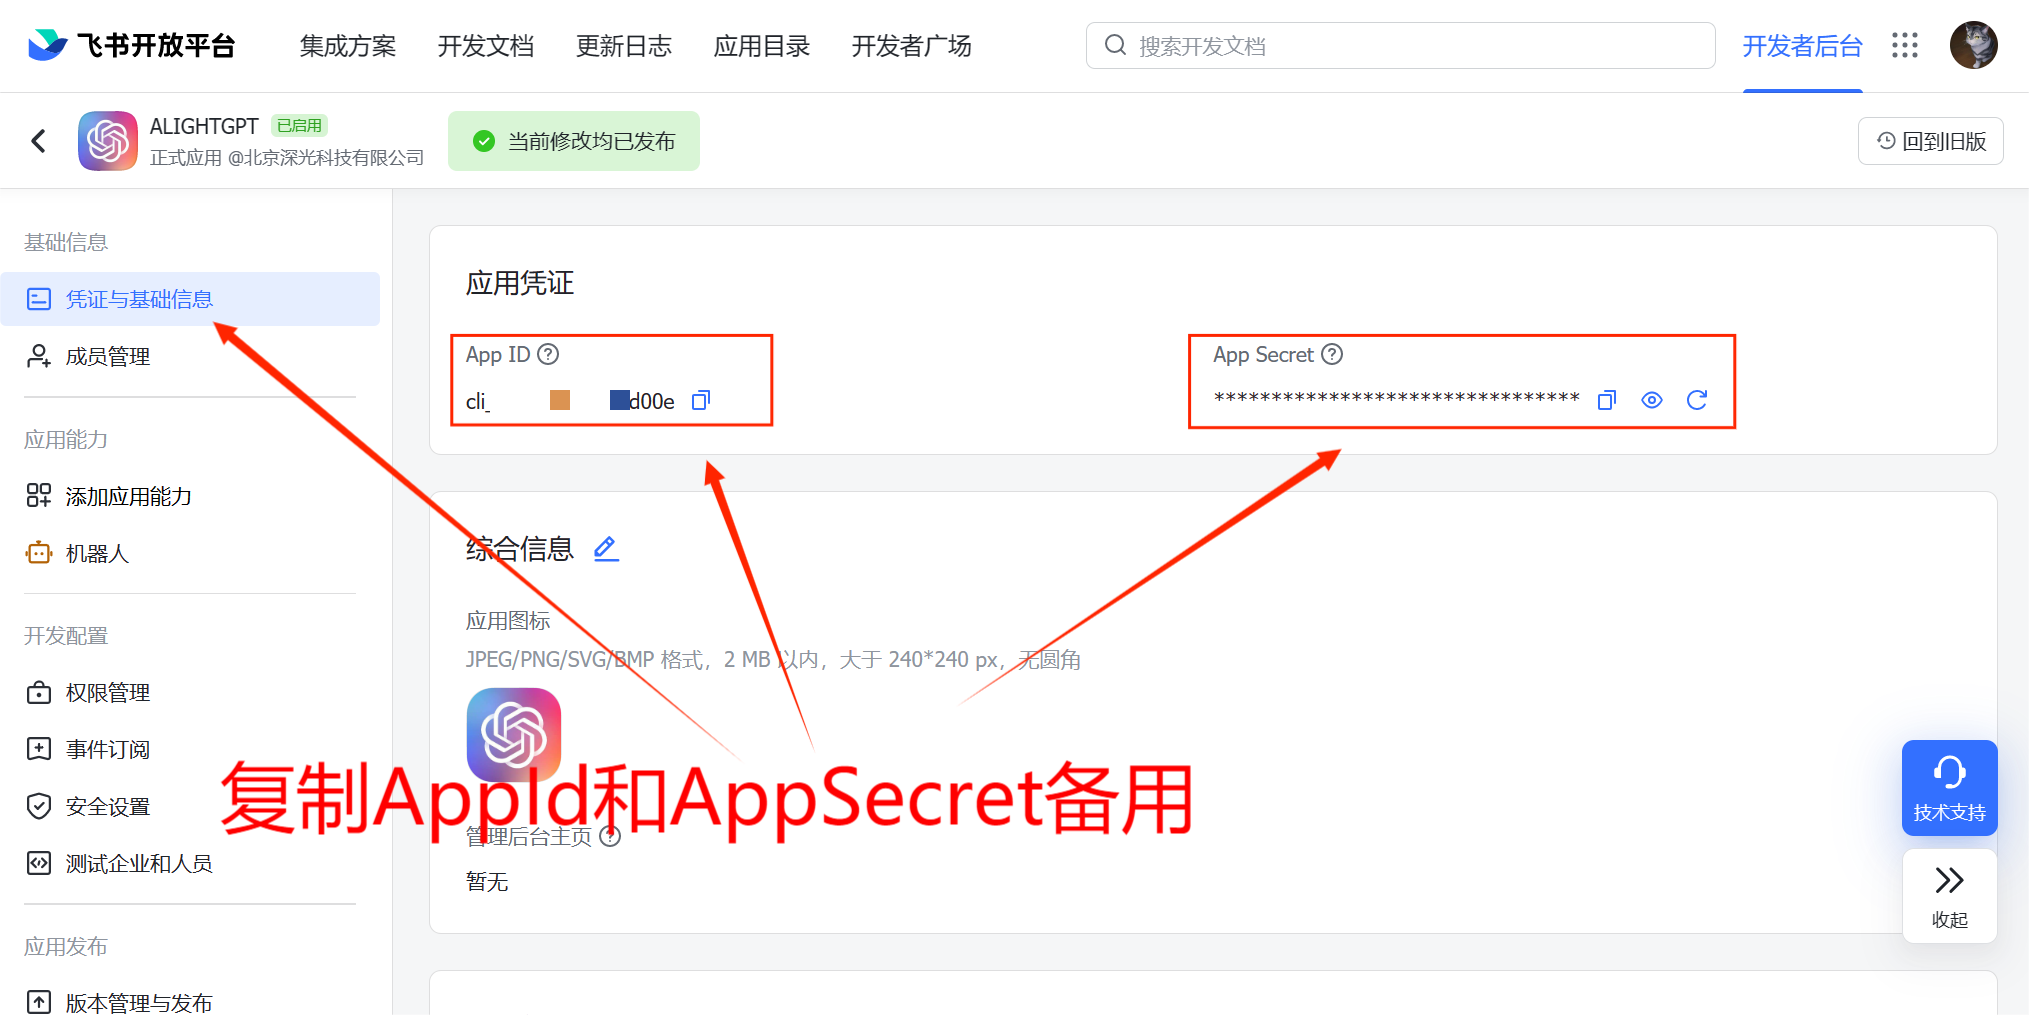 飞书开放平台
集成方案
开发文档
更新日志
应用目录
开发者广场
搜索开发文档
开发者后台
ALIGHTGPT 已启用
正式应用 @北京深光科技有限公司
当前修改均已发布
回到旧版
基础信息
凭证与基础信息
成员管理
应用能力
添加应用能力
机器人
开发配置
权限管理
事件订阅
安全设置
测试企业和人员
应用发布
版本管理与发布
应用凭证
App ID
cli_ d00e
App Secret
********************************
综合信息
应用图标
JPEG/PNG/SVG/BMP 格式，2 MB 以内，大于 240*240 px，无圆角
复制AppId和AppSecret备用
管理后台主页
暂无
技术支持
收起